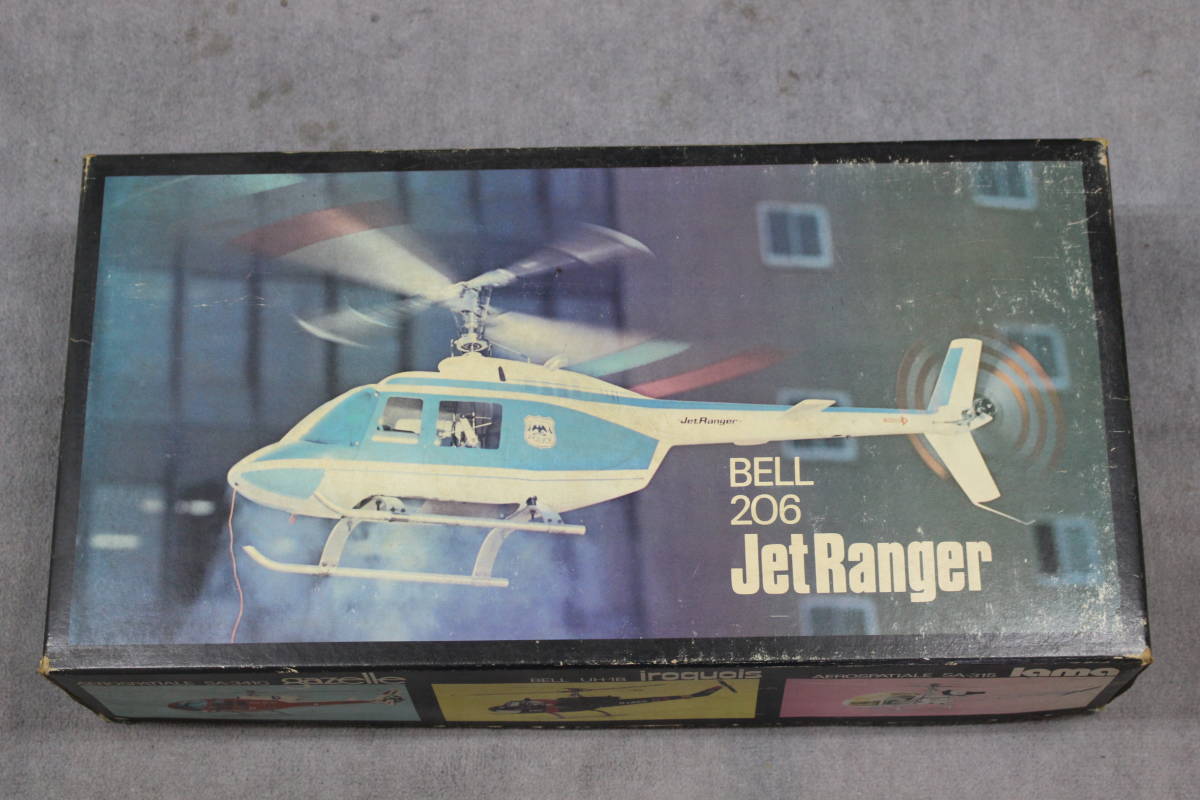 JetRanger
BELL
206
JetRanger
gazelle
BELL UH-1B iroquois
AEROSPATIALE SA-315 lama